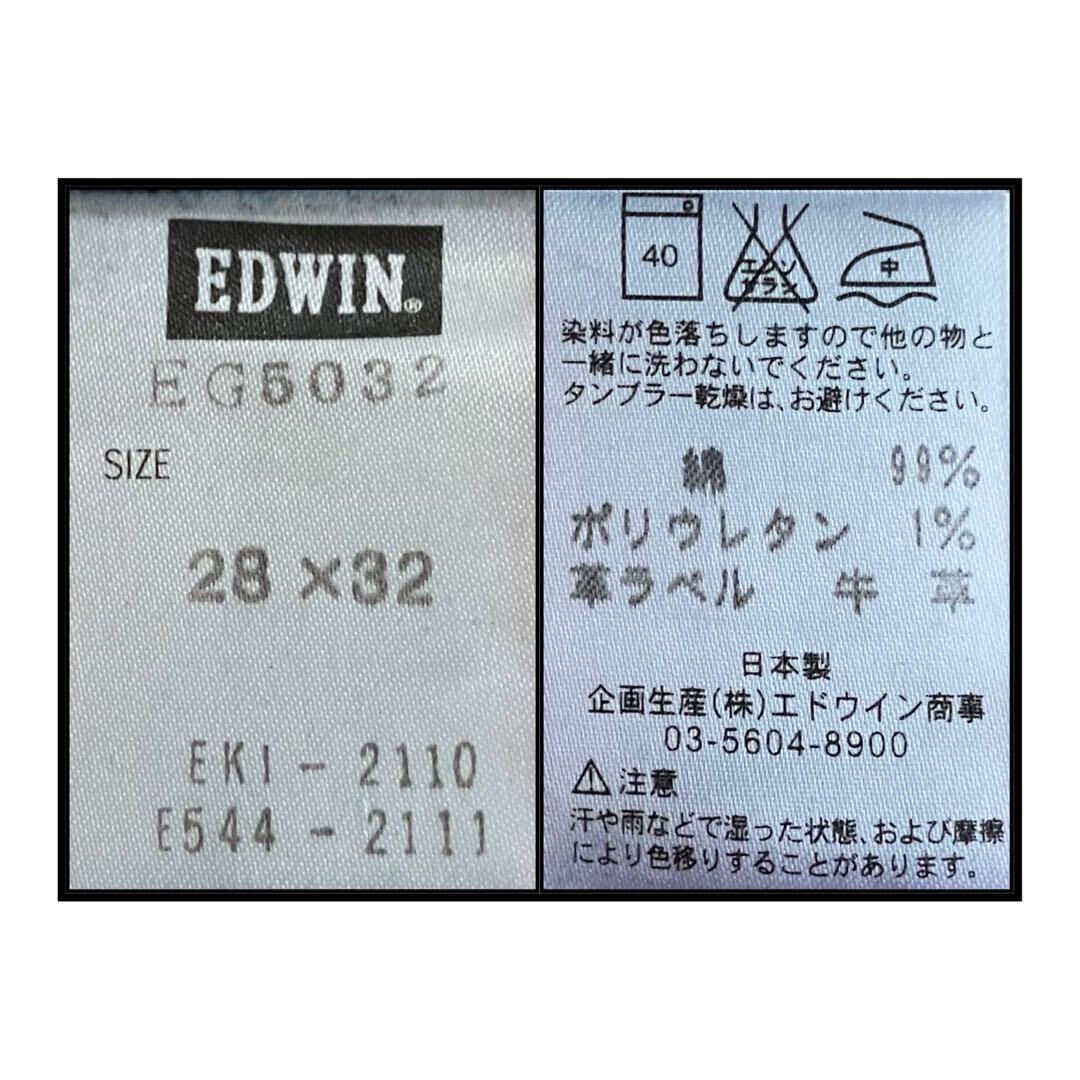 EDWIN®
EG5032
SIZE
28×32
EKI-2110
E544-2111
40
エンソ
サラシ
中
染料が色落ちしますので他の物と
一緒に洗わないでください。
タンブラー乾燥は、お避けください。
綿 99%
ポリウレタン 1%
革ラベル 牛革
日本製
企画生産(株)エドウイン商事
03-5604-8900
注意
汗や雨などで湿った状態、および摩擦
により色移りすることがあります。